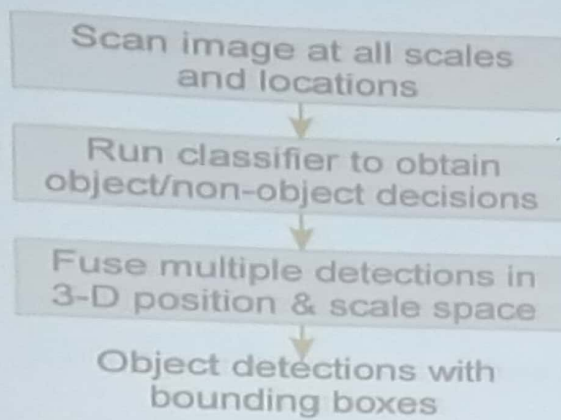 Scan image at all scales
and locations
Run classifier to obtain
object/non-object decisions
Fuse multiple detections in
3-D position & scale space
Object detections with
bounding boxes